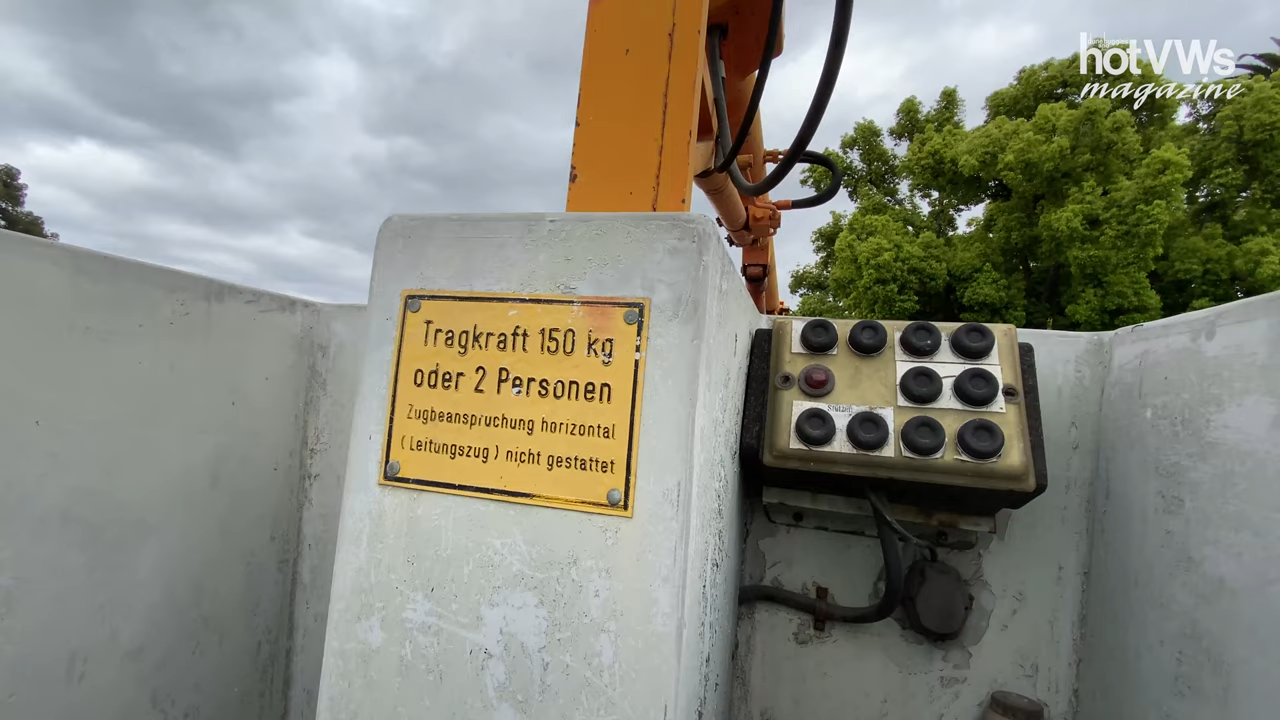 hotVWs
magazine
Tragkraft 150 kg
oder 2 Personen
Zugbeanspruchung horizontal
( Leitungszug ) nicht gestattet
Stützen